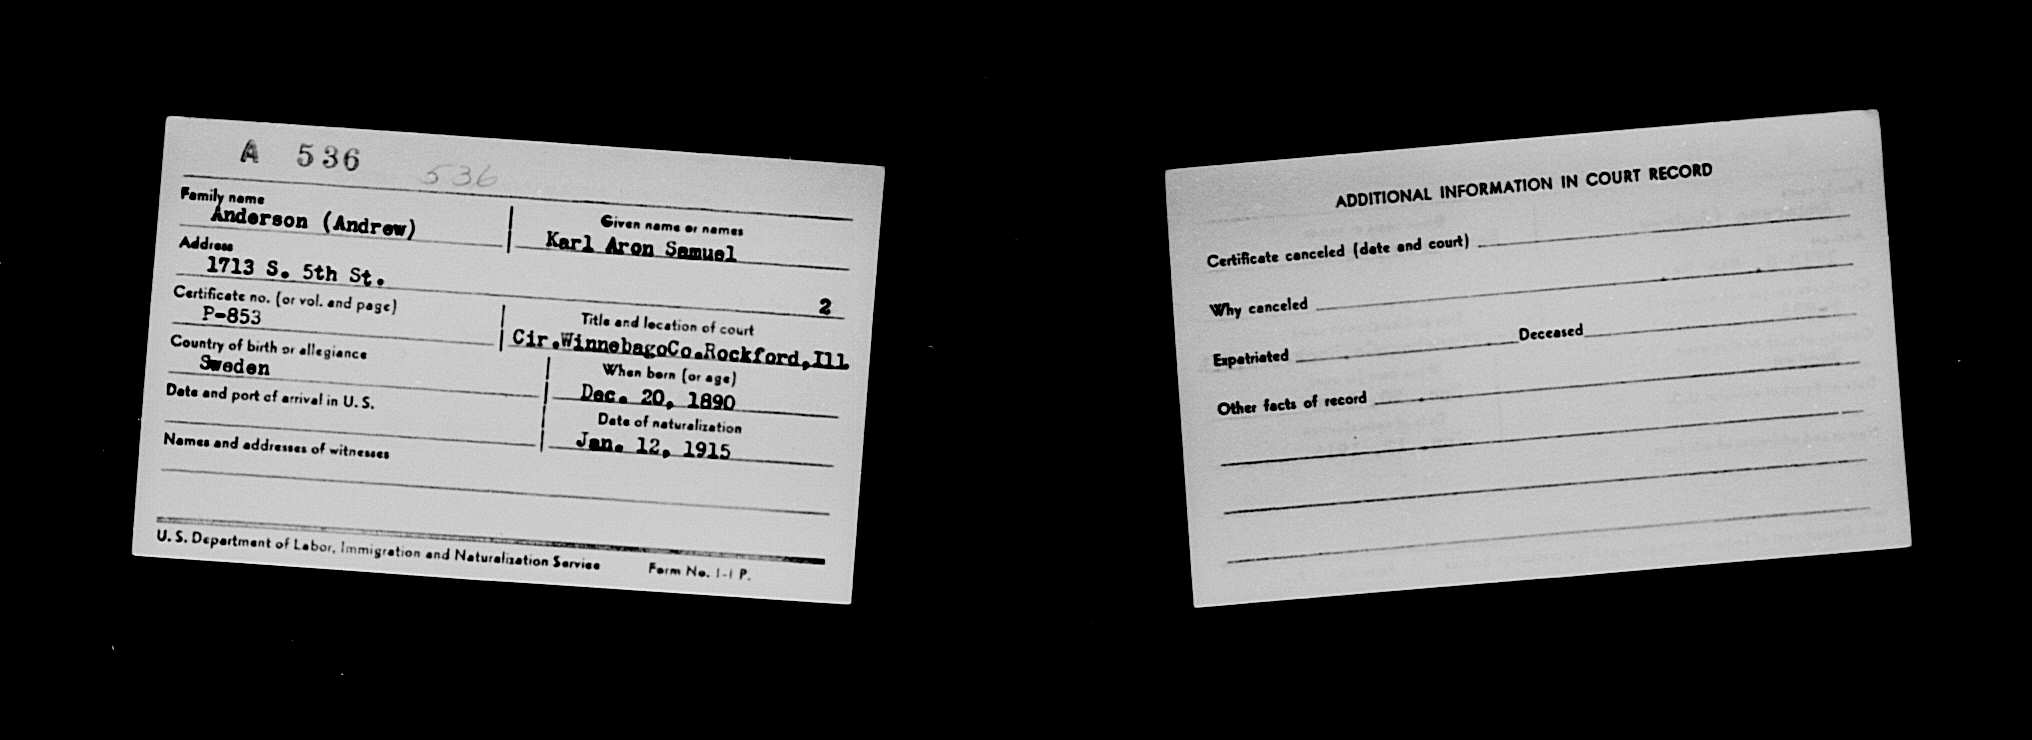 A 536 536
Family name
Anderson (Andrew)
Given name or names
Karl Aron Samuel
Address
1713 S. 5th St.
2
Certificate no. (or vol. and page)
P-853
Title and location of court
Cir.WinnebagoCo.Rockford,Ill.
Country of birth or allegiance
Sweden
When born (or age)
Dec. 20, 1890
Date and port of arrival in U. S.
Date of naturalization
Jan. 12, 1915
Names and addresses of witnesses
U. S. Department of Labor, Immigration and Naturalization Service Form No. 1-1 P.
ADDITIONAL INFORMATION IN COURT RECORD
Certificate canceled (date and court)
Why canceled
Expatriated Deceased
Other facts of record